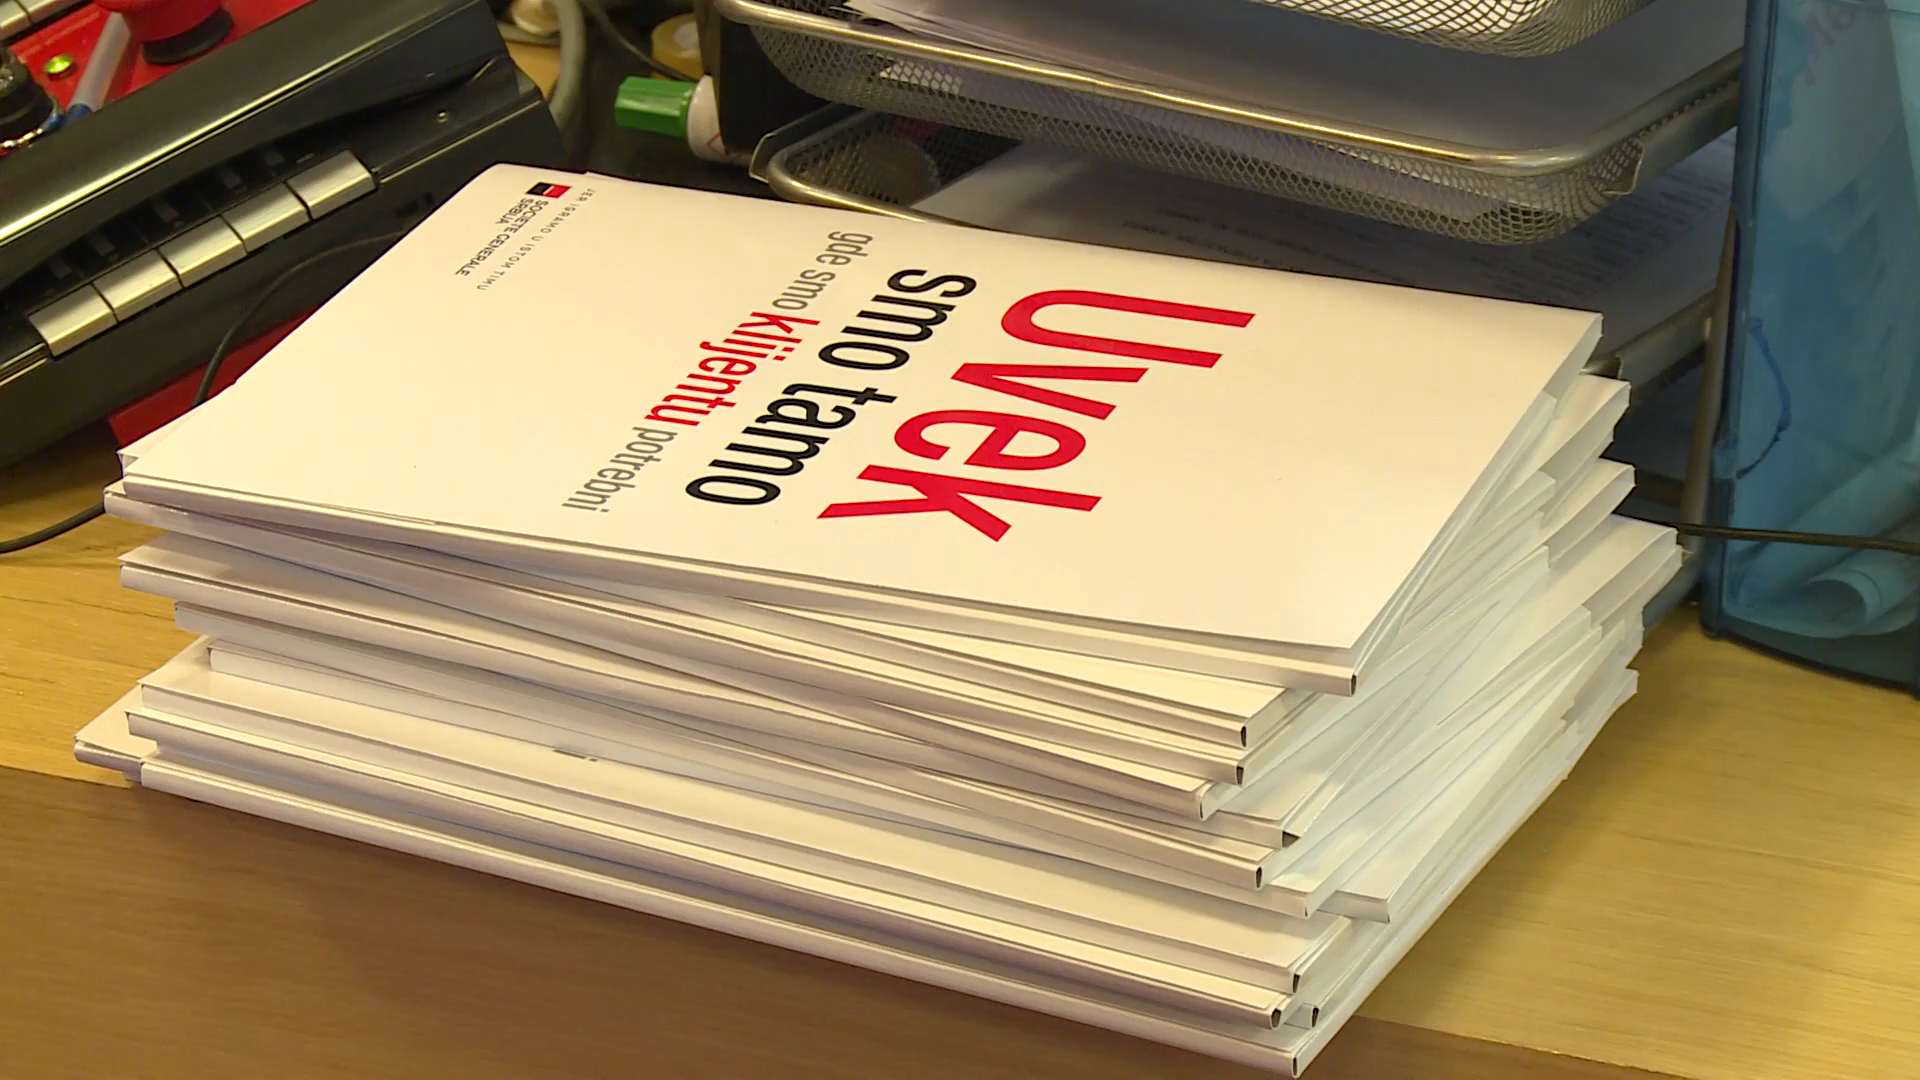 Uvek
smo tamo
gde smo klijentu potrebni
SOCIETE GENERALE
SRBIJA
JER IGRAMO U ISTOM TIMU